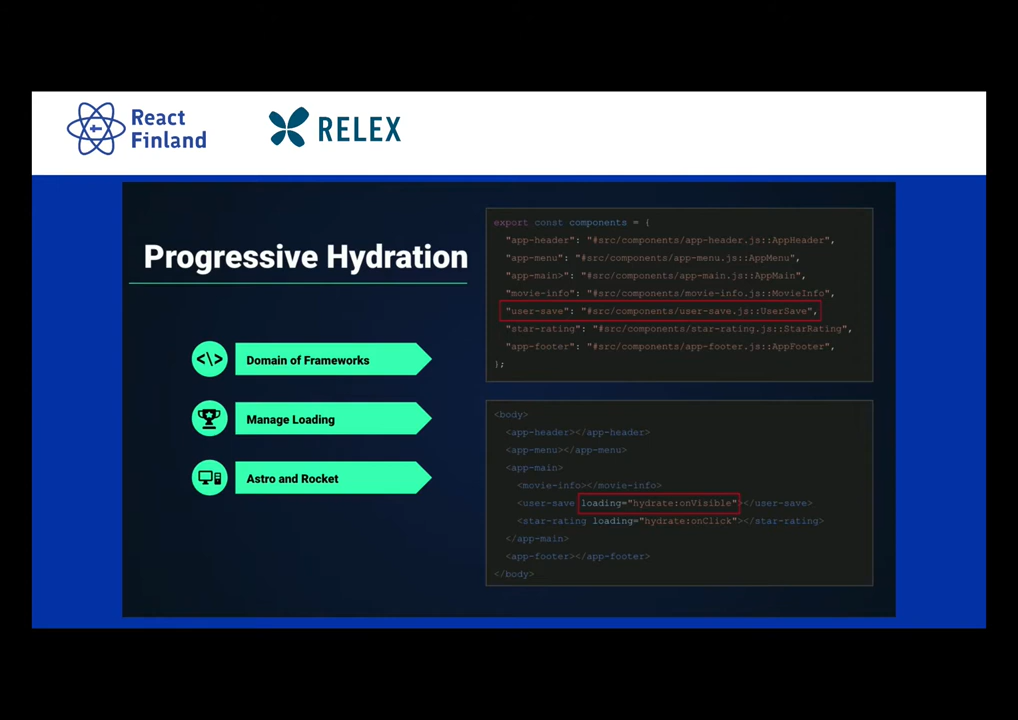 React
Finland
RELEX
Progressive Hydration
Domain of Frameworks
Manage Loading
Astro and Rocket
export const components = {
"app-header": "#src/components/app-header.js::AppHeader",
"app-menu": "#src/components/app-menu.js::AppMenu",
"app-main>": "#src/components/app-main.js::AppMain",
"movie-info": "#src/components/movie-info.js::MovieInfo",
"user-save": "#src/components/user-save.js::UserSave",
"star-rating": "#src/components/star-rating.js::StarRating",
"app-footer": "#src/components/app-footer.js::AppFooter",
};
<body>
<app-header></app-header>
<app-menu></app-menu>
<app-main>
<movie-info></movie-info>
<user-save loading="hydrate:onVisible"></user-save>
<star-rating loading="hydrate:onClick"></star-rating>
</app-main>
<app-footer></app-footer>
</body>